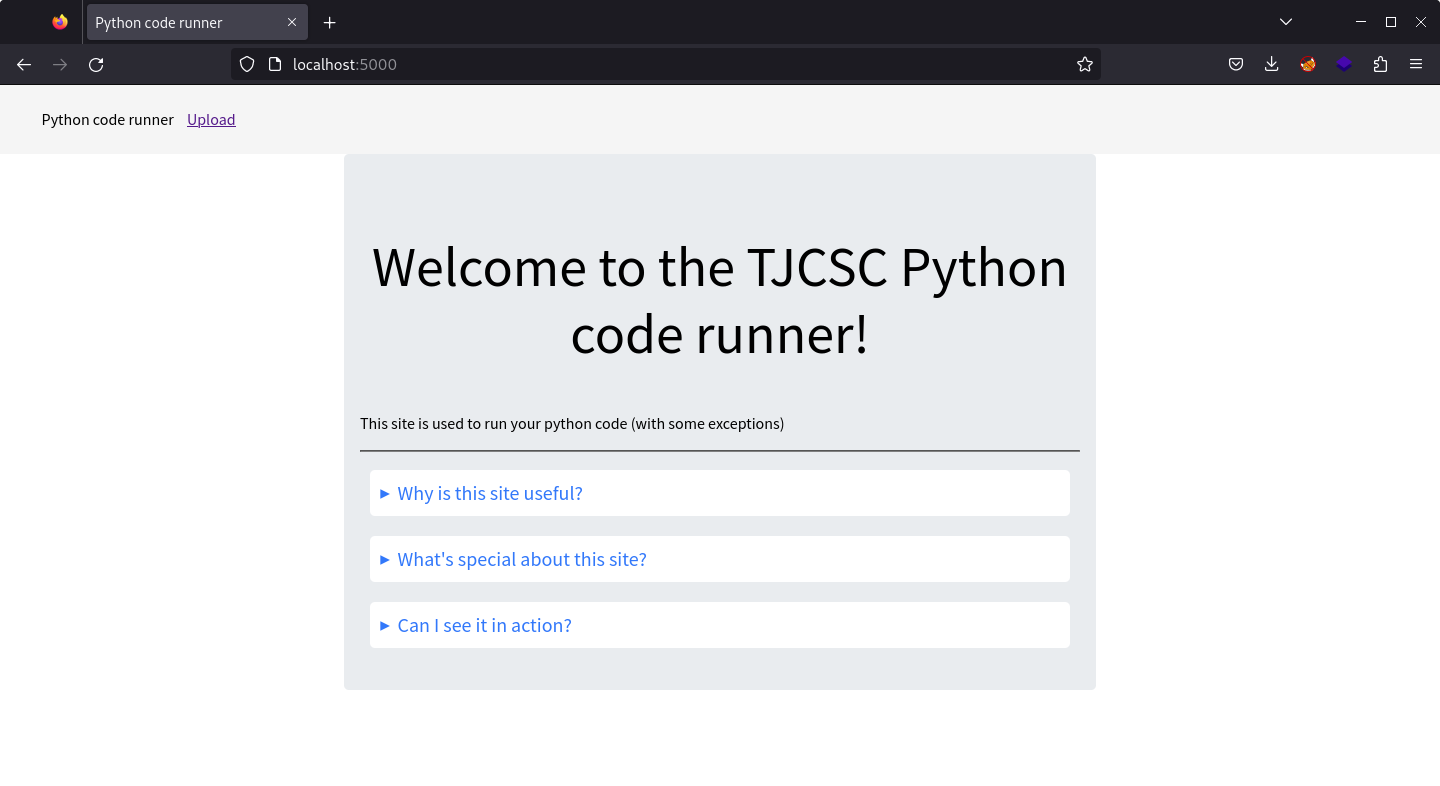 Python code runner
localhost:5000
Python code runner Upload
Welcome to the TJCSC Python
code runner!
This site is used to run your python code (with some exceptions)
Why is this site useful?
What's special about this site?
Can I see it in action?